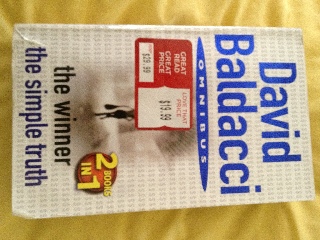 David
Baldacci
OMNIBUS
GREAT
READ
GREAT
PRICE
$29.99
LOVE THAT
PRICE
$19.99
2 BOOKS
IN 1
the winner
the simple truth